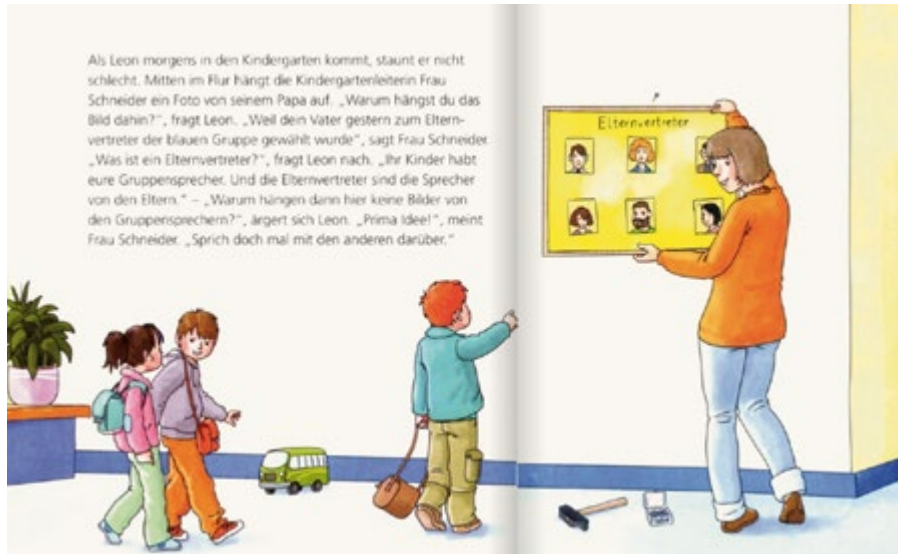 Als Leon morgens in den Kindergarten kommt, staunt er nicht
schlecht. Mitten im Flur hängt die Kindergartenleiterin Frau
Schneider ein Foto von seinem Papa auf. „Warum hängst du das
Bild dahin?“, fragt Leon. „Weil dein Vater gestern zum Eltern-
vertreter der blauen Gruppe gewählt wurde“, sagt Frau Schneider.
„Was ist ein Elternvertreter?“, fragt Leon nach. „Ihr Kinder habt
eure Gruppensprecher. Und die Elternvertreter sind die Sprecher
von den Eltern.“ – „Warum hängen dann hier keine Bilder von
den Gruppensprechern?“, ärgert sich Leon. „Prima Idee!“, meint
Frau Schneider. „Sprich doch mal mit den anderen darüber.“
Elternvertreter